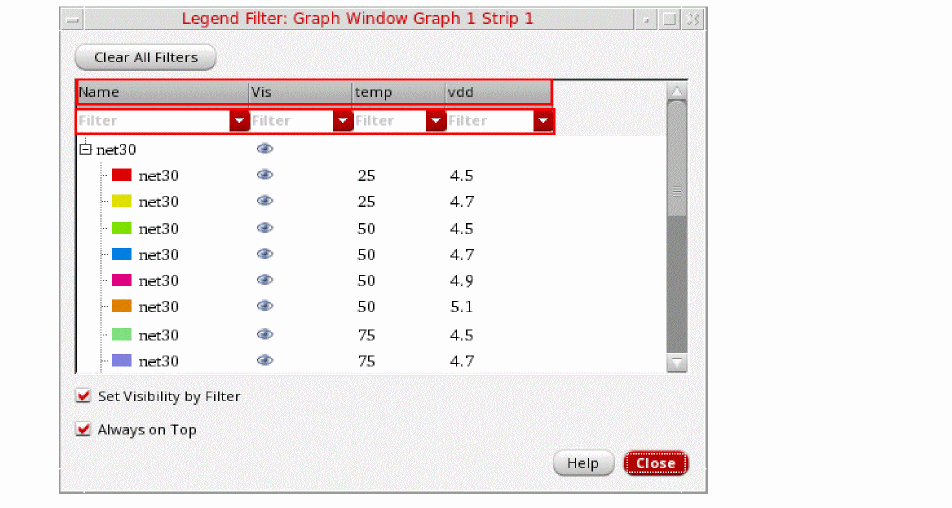 Legend Filter: Graph Window Graph 1 Strip 1
Clear All Filters
Name Vis temp vdd
Filter Filter Filter Filter
net30
net30 25 4.5
net30 25 4.7
net30 50 4.5
net30 50 4.7
net30 50 4.9
net30 50 5.1
net30 75 4.5
net30 75 4.7
Set Visibility by Filter
Always on Top
Help Close